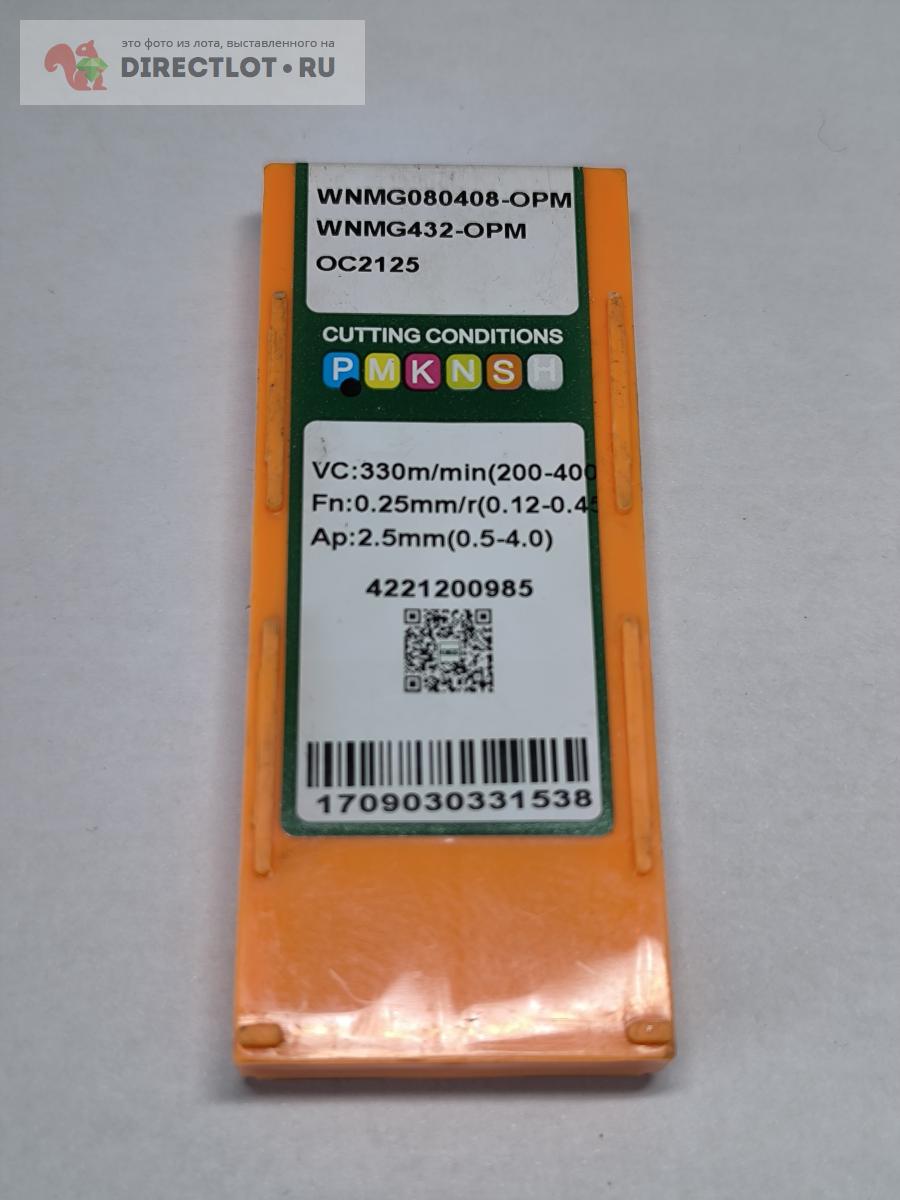 это фото из лота, выставленного на
DIRECTLOT•RU
WNMG080408-OPM
WNMG432-OPM
OC2125
CUTTING CONDITIONS
P M K N S H
VC:330m/min(200-400
Fn:0.25mm/r(0.12-0.45
Ap:2.5mm(0.5-4.0)
4221200985
1709030331538